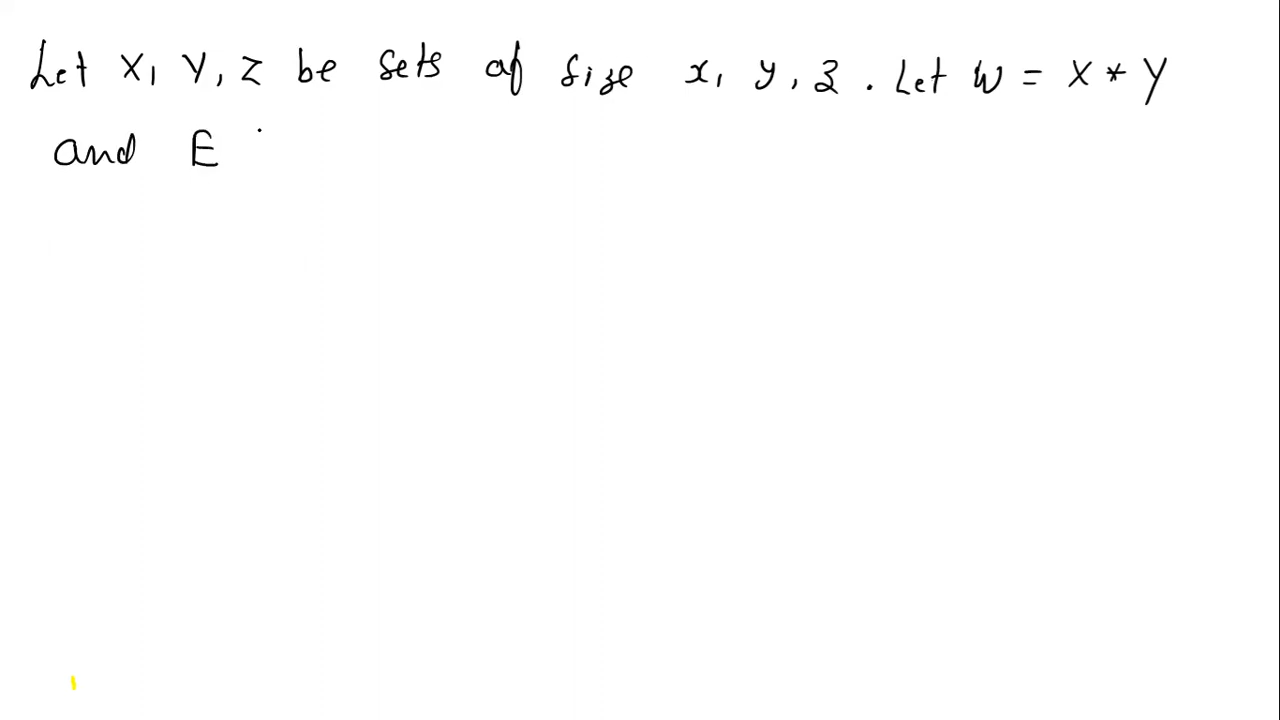 Let X, Y, Z be sets of size x, y, z. Let W = X * Y
and E